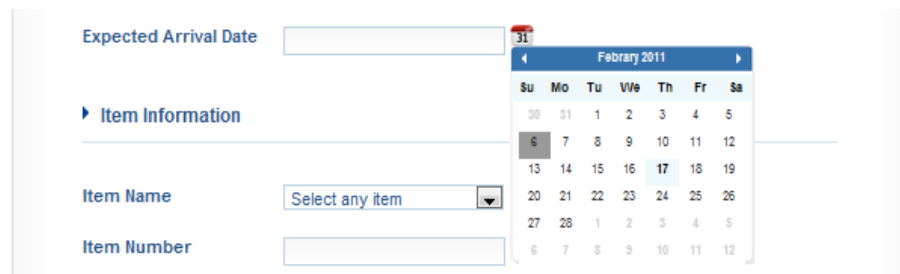 Expected Arrival Date
31
Febrary 2011
Su Mo Tu We Th Fr Sa
30 31 1 2 3 4 5
Item Information
6 7 8 9 10 11 12
13 14 15 16 17 18 19
Item Name
Select any item
20 21 22 23 24 25 26
27 28 1 2 3 4 5
Item Number
6 7 8 9 10 11 12